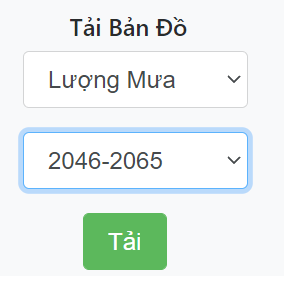 Tải Bản Đồ
Lượng Mưa
2046-2065
Tải